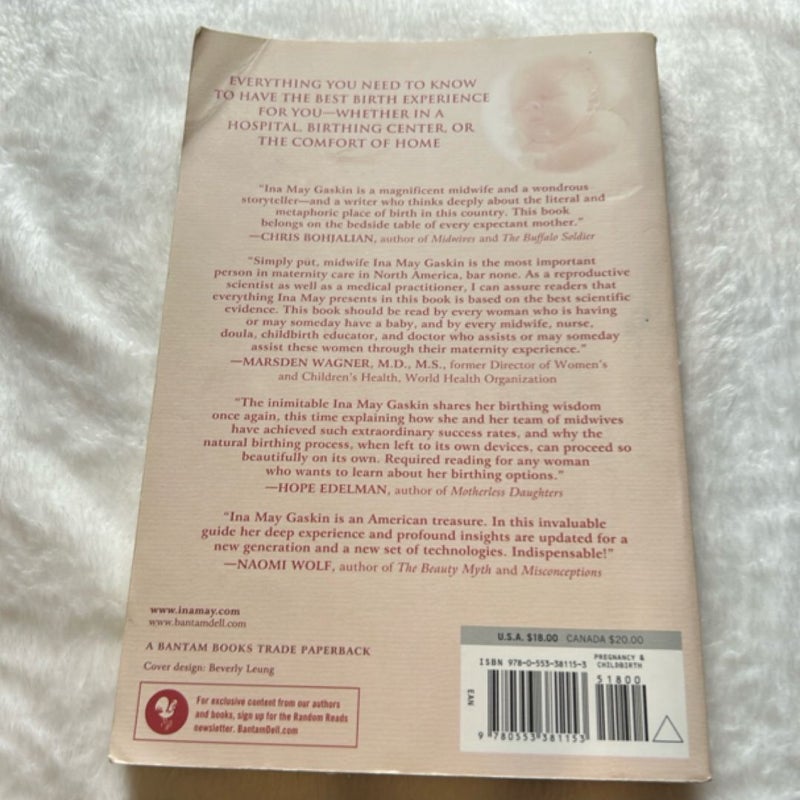 EVERYTHING YOU NEED TO KNOW
TO HAVE THE BEST BIRTH EXPERIENCE
FOR YOU—WHETHER IN A
HOSPITAL, BIRTHING CENTER, OR
THE COMFORT OF HOME
“Ina May Gaskin is a magnificent midwife and a wondrous
storyteller—and a writer who thinks deeply about the literal and
metaphoric place of birth in this country. This book
belongs on the bedside table of every expectant mother.”
—CHRIS BOHJALIAN, author of Midwives and The Buffalo Soldier
“Simply put, midwife Ina May Gaskin is the most important
person in maternity care in North America, bar none. As a reproductive
scientist as well as a medical practitioner, I can assure readers that
everything Ina May presents in this book is based on the best scientific
evidence. This book should be read by every woman who is having
or may someday have a baby, and by every midwife, nurse,
doula, childbirth educator, and doctor who assists or may someday
assist these women through their maternity experience.”
—MARSDEN WAGNER, M.D., M.S., former Director of Women’s
and Children’s Health, World Health Organization
“The inimitable Ina May Gaskin shares her birthing wisdom
once again, this time explaining how she and her team of midwives
have achieved such extraordinary success rates, and why the
natural birthing process, when left to its own devices, can proceed so
beautifully on its own. Required reading for any woman
who wants to learn about her birthing options.”
—HOPE EDELMAN, author of Motherless Daughters
“Ina May Gaskin is an American treasure. In this invaluable
guide her deep experience and profound insights are updated for a
new generation and a new set of technologies. Indispensable!”
—NAOMI WOLF, author of The Beauty Myth and Misconceptions
www.inamay.com
www.bantamdell.com
A BANTAM BOOKS TRADE PAPERBACK
Cover design: Beverly Leung
For exclusive content from our authors
and books, sign up for the Random Reads
newsletter. BantamDell.com
U.S.A. $18.00 CANADA $20.00
PREGNANCY &
CHILDBIRTH
ISBN 978-0-553-38115-3
51800
EAN
9 780553 381153